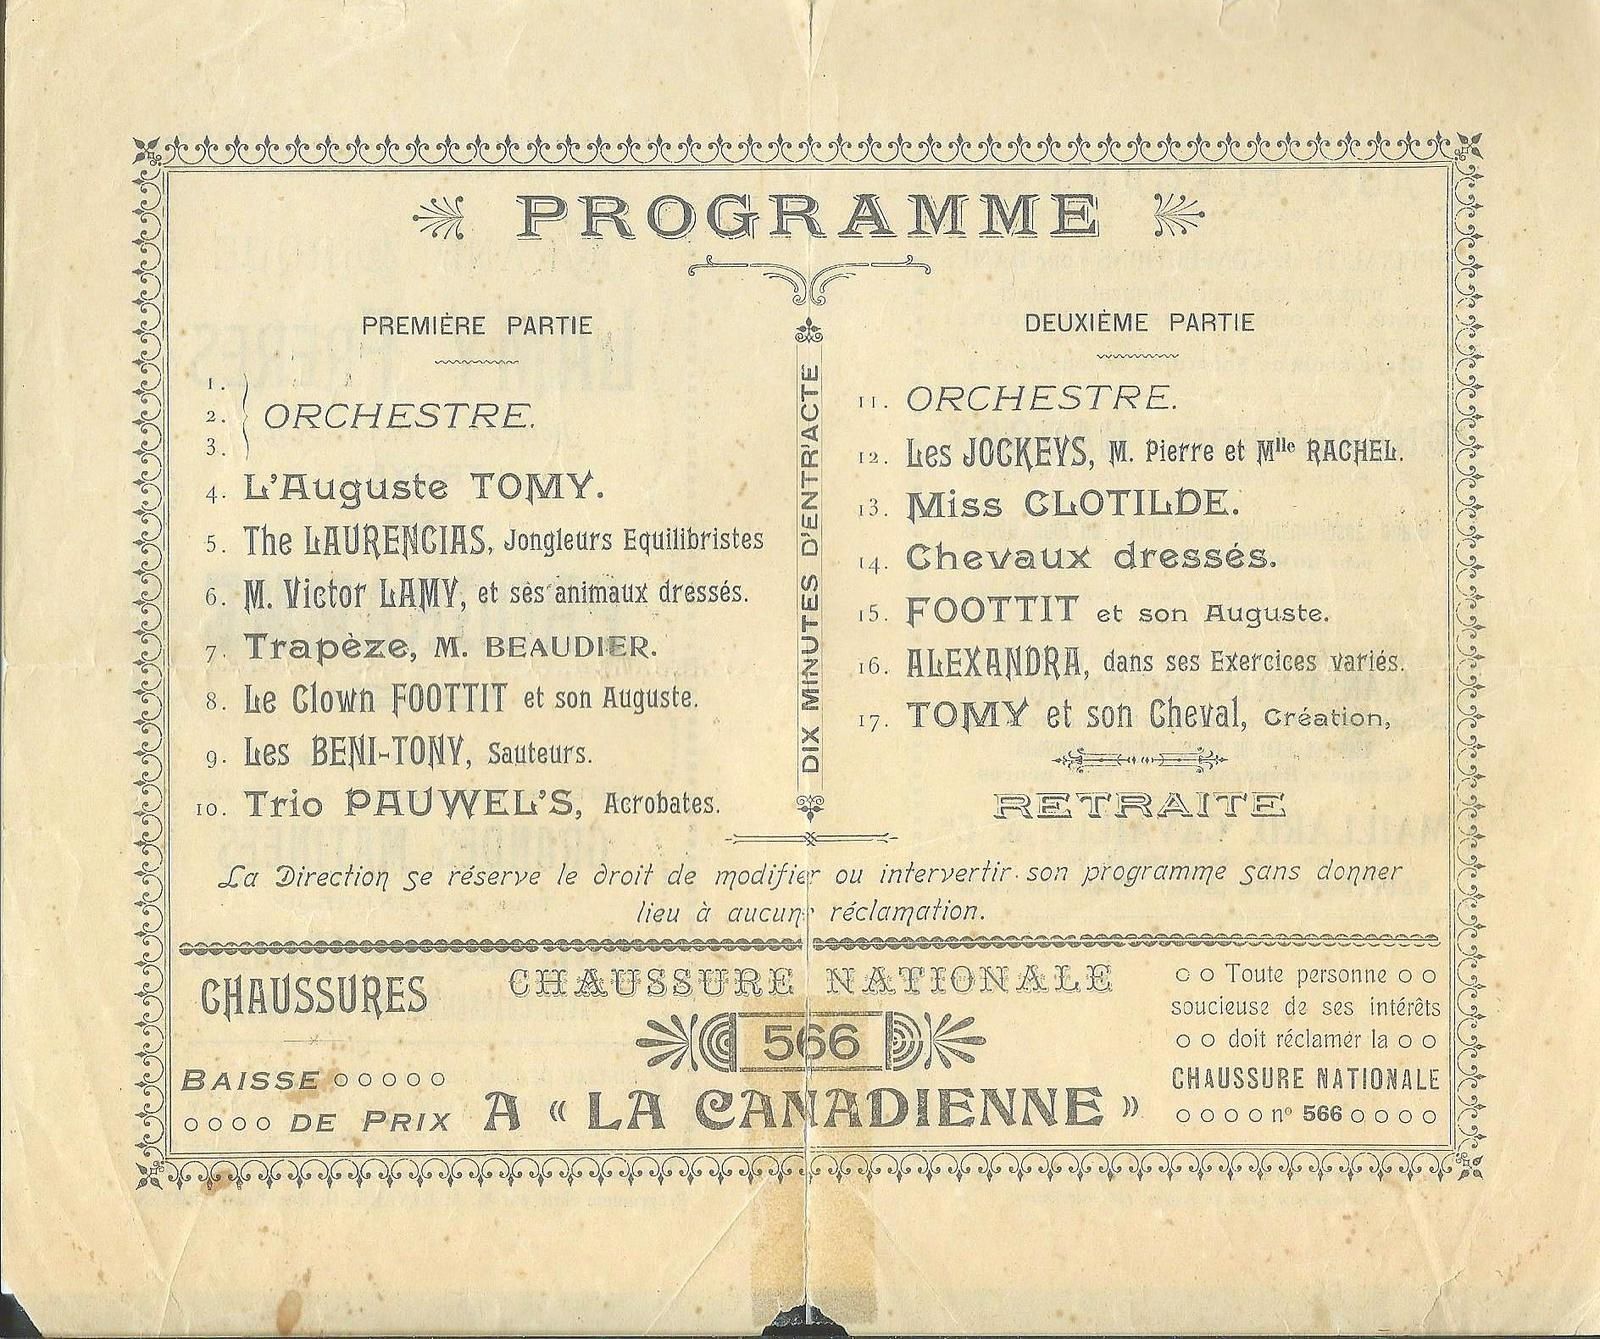 PROGRAMME
PREMIÈRE PARTIE
1.
2. ORCHESTRE.
3.
4. L'Auguste TOMY.
5. The LAURENCIAS, Jongleurs Equilibristes
6. M. Victor LAMY, et ses animaux dressés.
7. Trapèze, M. BEAUDIER.
8. Le Clown FOOTTIT et son Auguste.
9. Les BENI-TONY, Sauteurs.
10. Trio PAUWEL'S, Acrobates.
DIX MINUTES D'ENTR'ACTE
DEUXIÈME PARTIE
11. ORCHESTRE.
12. Les JOCKEYS, M. Pierre et Mlle RACHEL.
13. Miss CLOTILDE.
14. Chevaux dressés.
15. FOOTTIT et son Auguste.
16. ALEXANDRA, dans ses Exercices variés.
17. TOMY et son Cheval, Création,
RETRAITE
La Direction se réserve le droit de modifier ou intervertir son programme sans donner
lieu à aucune réclamation.
CHAUSSURES
BAISSE
DE PRIX
CHAUSSURE NATIONALE
566
A « LA CANADIENNE »
Toute personne
soucieuse de ses intérêts
doit réclamer la
CHAUSSURE NATIONALE
nº 566